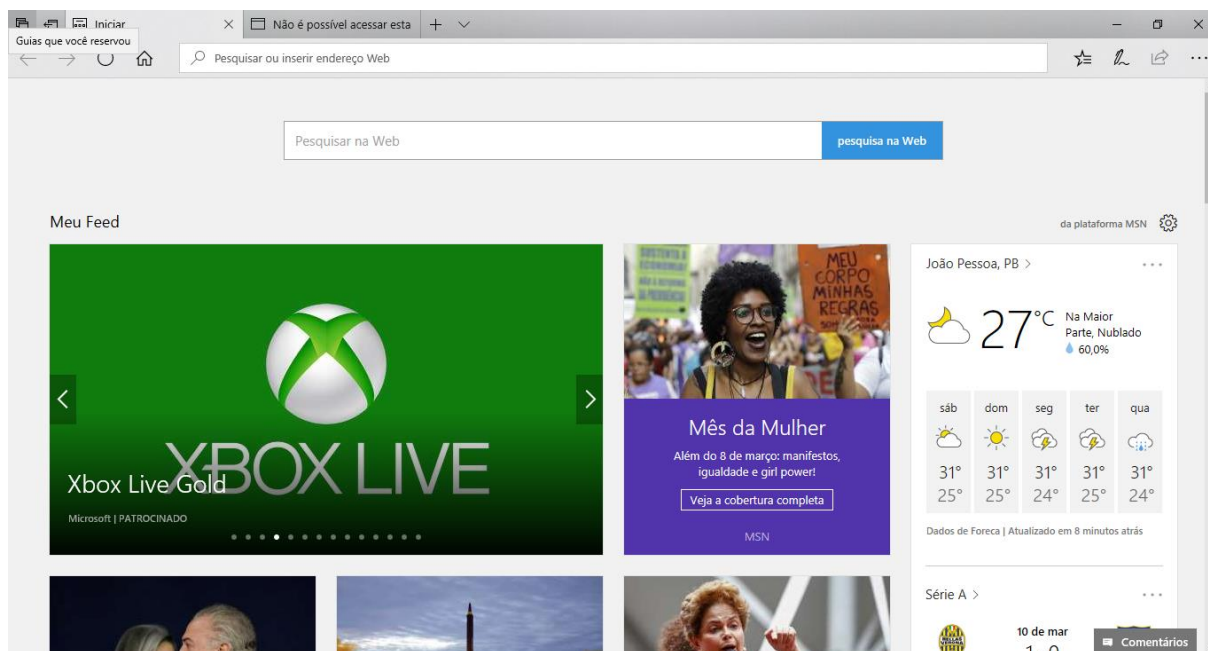 Iniciar
Não é possível acessar esta
Guias que você reservou
Pesquisar ou inserir endereço Web
Pesquisar na Web
pesquisa na Web
Meu Feed
da plataforma MSN
XBOX LIVE
Xbox Live Gold
Microsoft | PATROCINADO
MEU
CORPO
MINHAS
REGRAS
Mês da Mulher
Além do 8 de março: manifestos,
igualdade e girl power!
Veja a cobertura completa
MSN
João Pessoa, PB >
27°C
Na Maior
Parte, Nublado
60,0%
sáb dom seg ter qua
31° 31° 31° 31° 31°
25° 25° 24° 25° 24°
Dados de Foreca | Atualizado em 8 minutos atrás
Série A >
10 de mar
Comentários